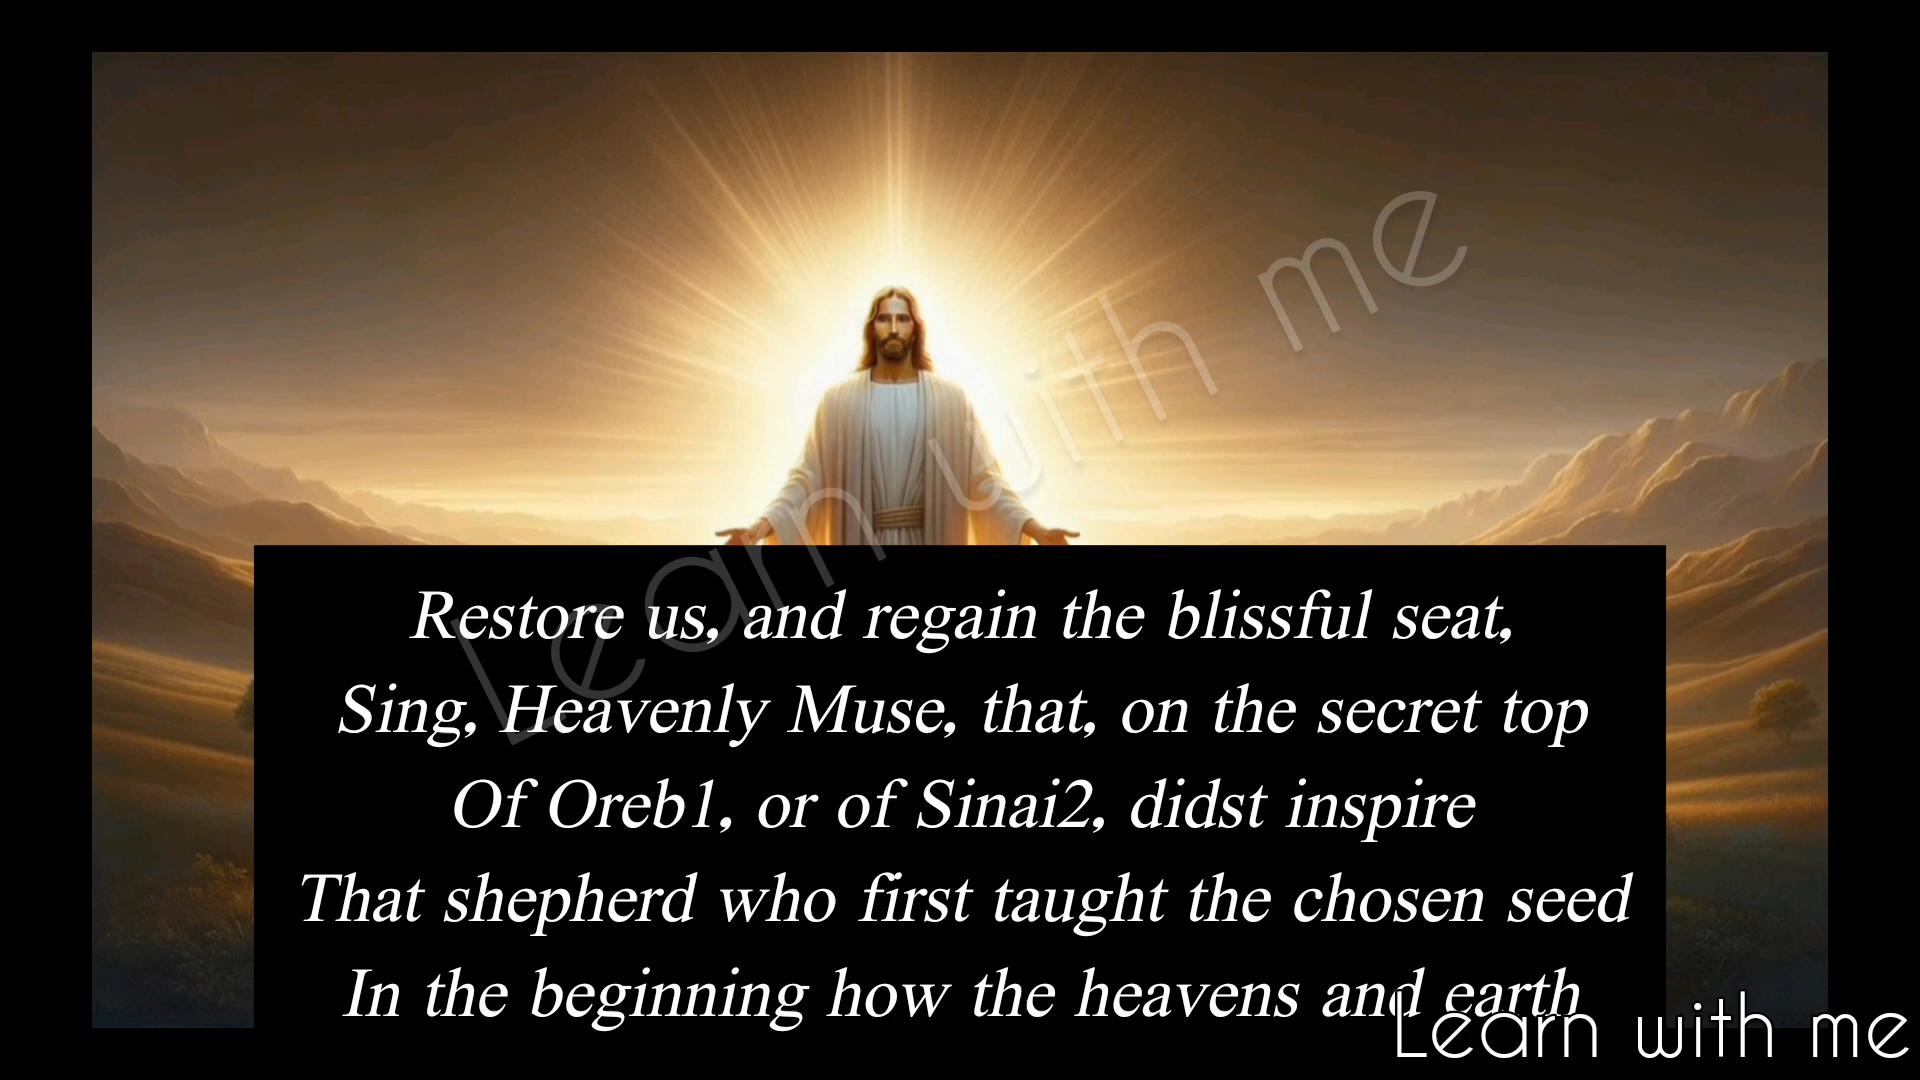 Learn with me
Restore us, and regain the blissful seat,
Sing, Heavenly Muse, that, on the secret top
Of Oreb1, or of Sinai2, didst inspire
That shepherd who first taught the chosen seed
In the beginning how the heavens and earth
Learn with me